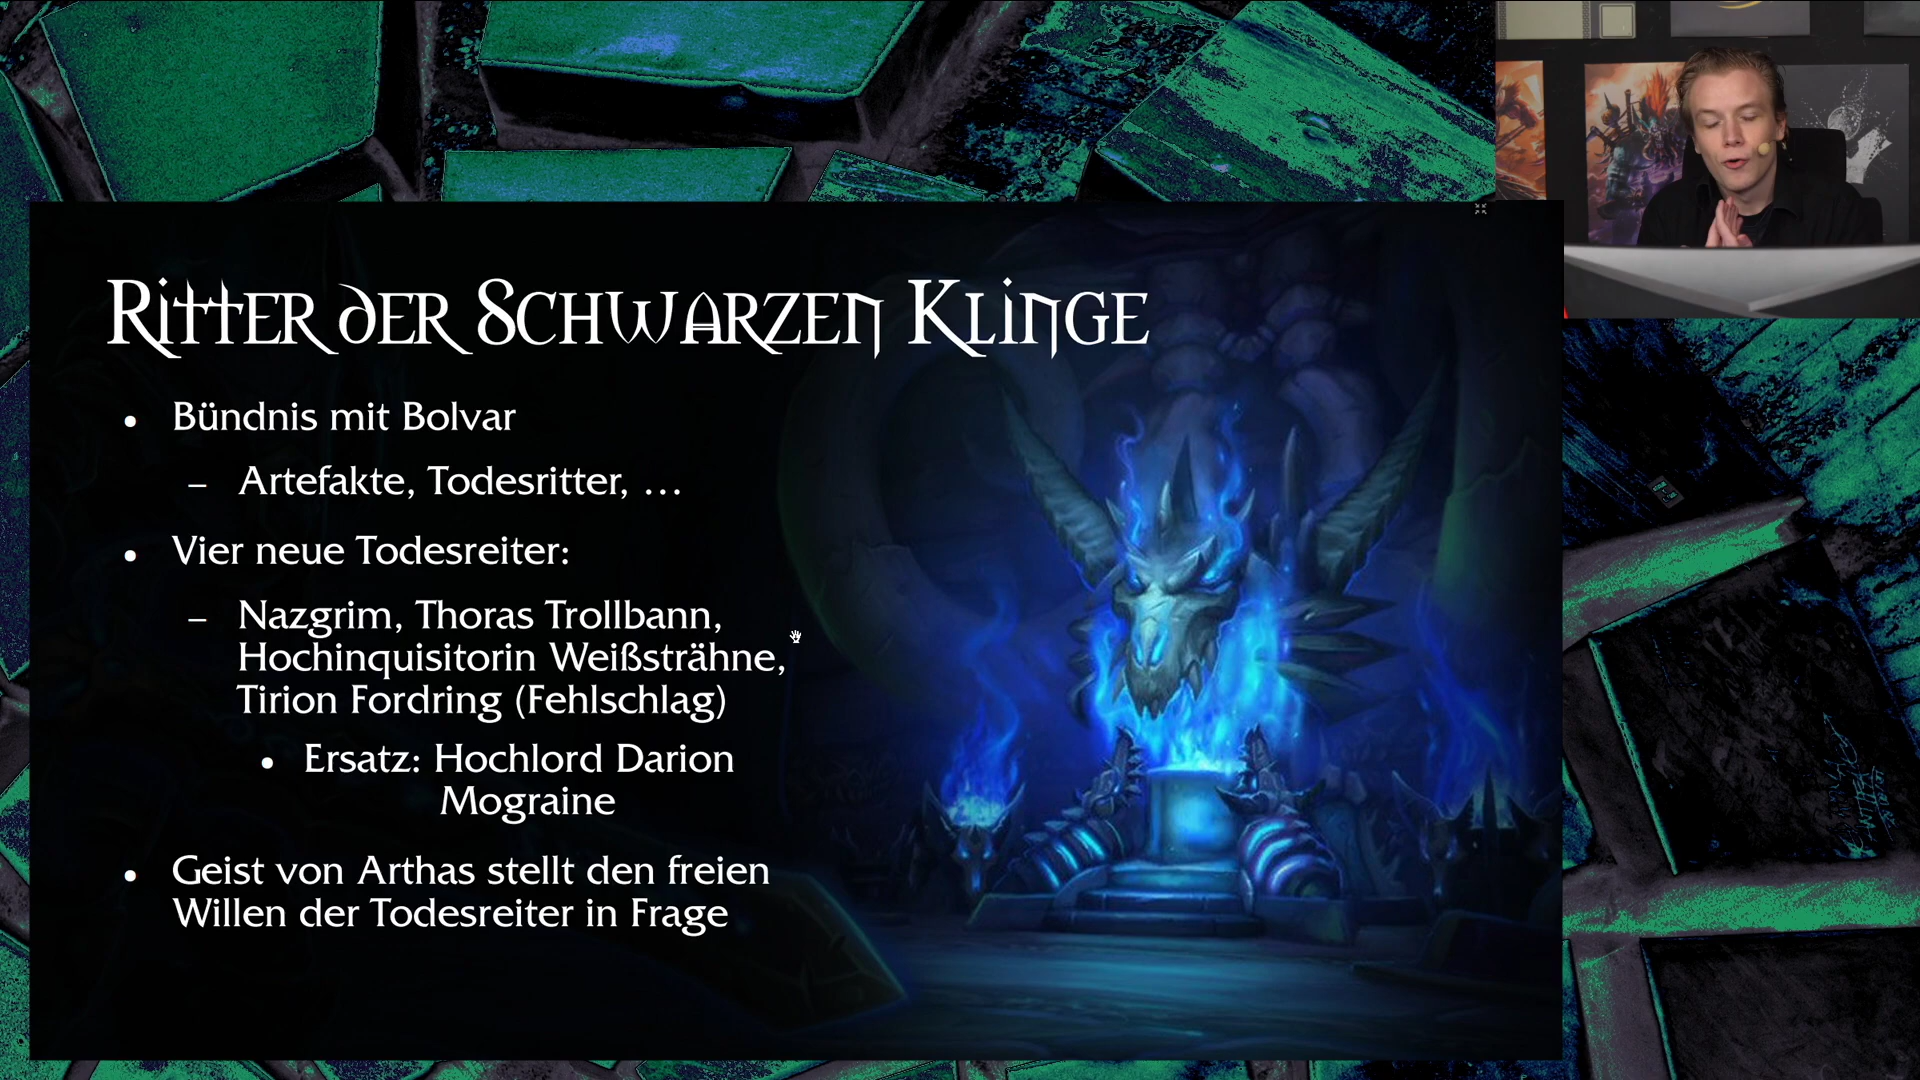 Ritter der Schwarzen Klinge
• Bündnis mit Bolvar
– Artefakte, Todesritter, …
• Vier neue Todesreiter:
– Nazgrim, Thoras Trollbann,
Hochinquisitorin Weißsträhne,
Tirion Fordring (Fehlschlag)
• Ersatz: Hochlord Darion
Mograine
• Geist von Arthas stellt den freien
Willen der Todesreiter in Frage